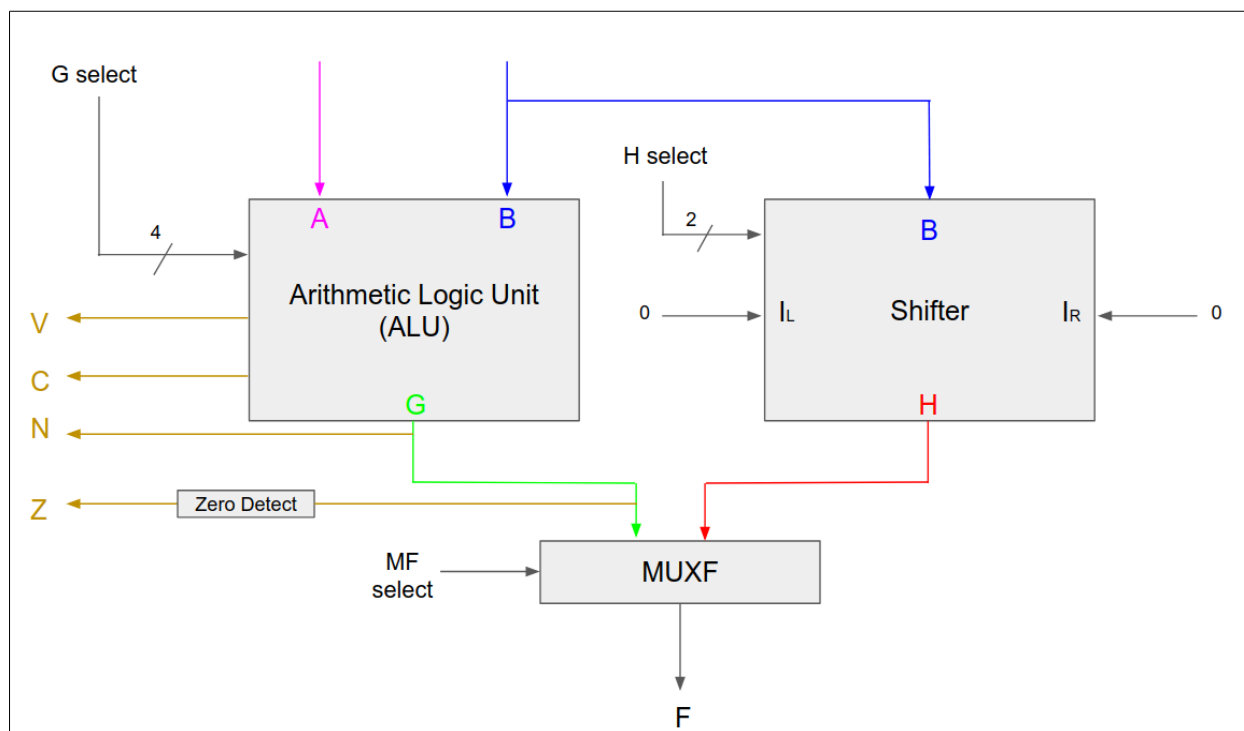 G select
H select
4
2
A
B
B
Arithmetic Logic Unit
(ALU)
0
IL
Shifter
IR
0
V
C
G
H
N
Z
Zero Detect
MF
select
MUXF
F